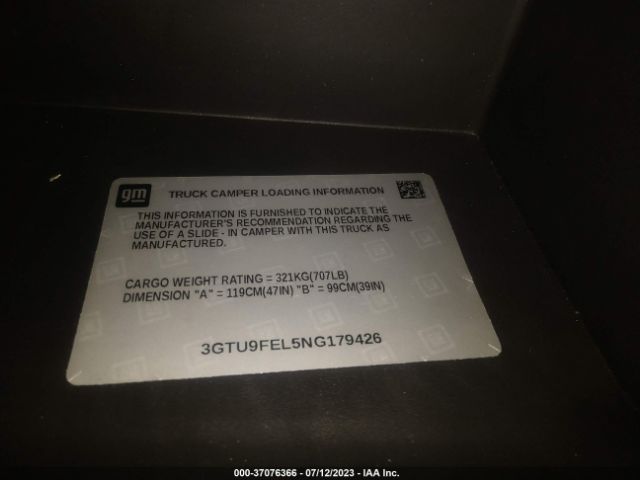 gm
TRUCK CAMPER LOADING INFORMATION
THIS INFORMATION IS FURNISHED TO INDICATE THE
MANUFACTURER'S RECOMMENDATION REGARDING THE
USE OF A SLIDE - IN CAMPER WITH THIS TRUCK AS
MANUFACTURED.
CARGO WEIGHT RATING = 321KG(707LB)
DIMENSION "A" = 119CM(47IN) "B" = 99CM(39IN)
3GTU9FEL5NG179426
000-37076366 - 07/12/2023 - IAA Inc.